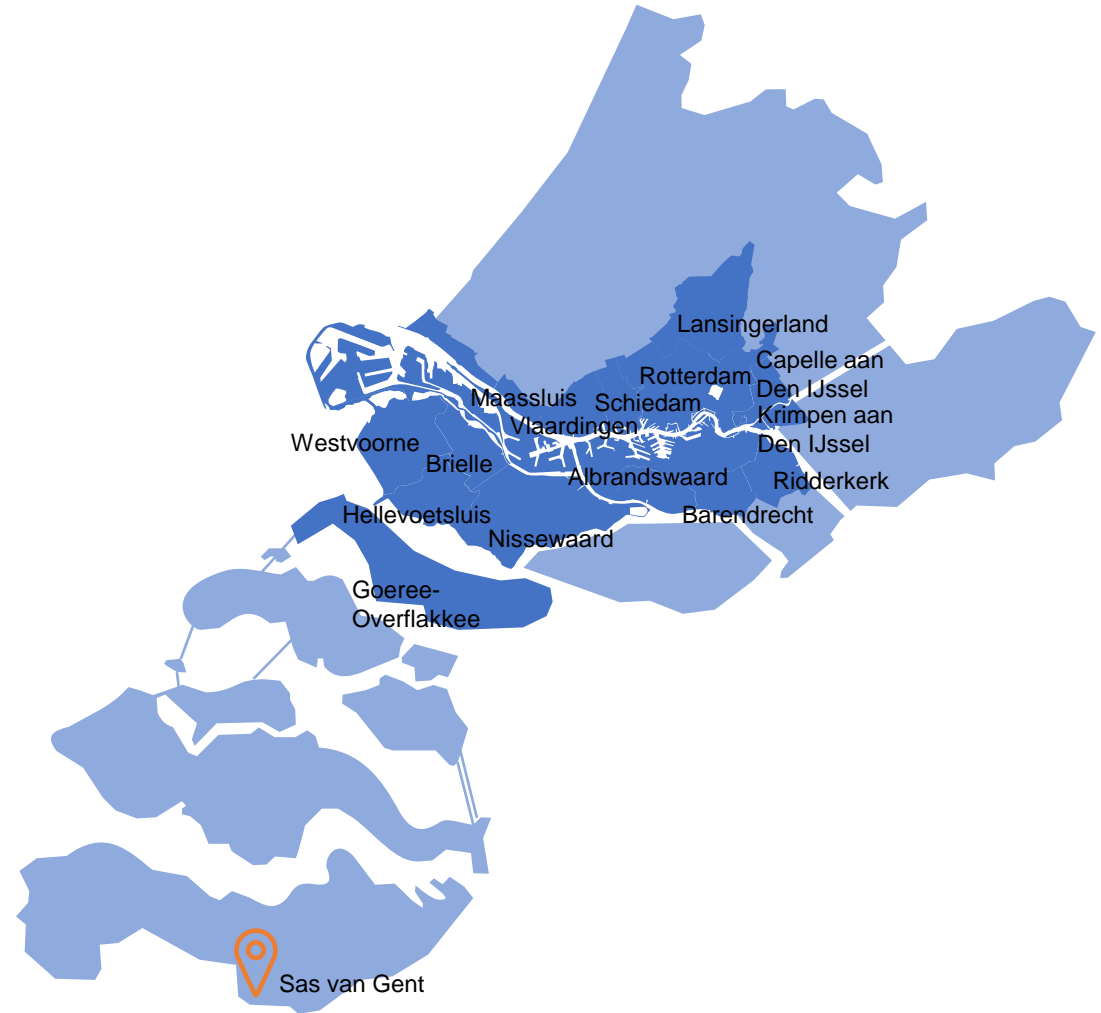 Lansingerland
Capelle aan
Den IJssel
Rotterdam
Maassluis
Schiedam
Krimpen aan
Den IJssel
Vlaardingen
Westvoorne
Brielle
Albrandswaard
Ridderkerk
Hellevoetsluis
Barendrecht
Nissewaard
Goeree-
Overflakkee
Sas van Gent